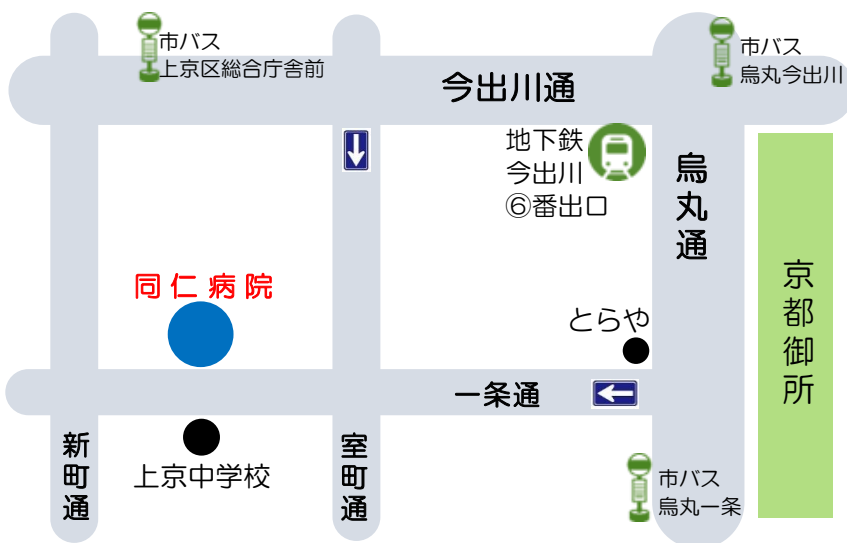 市バス
上京区総合庁舎前
市バス
烏丸今出川
今出川通
地下鉄
今出川
⑥番出口
烏丸通
同仁病院
京都御所
とらや
一条通
新町通
上京中学校
室町通
市バス
烏丸一条